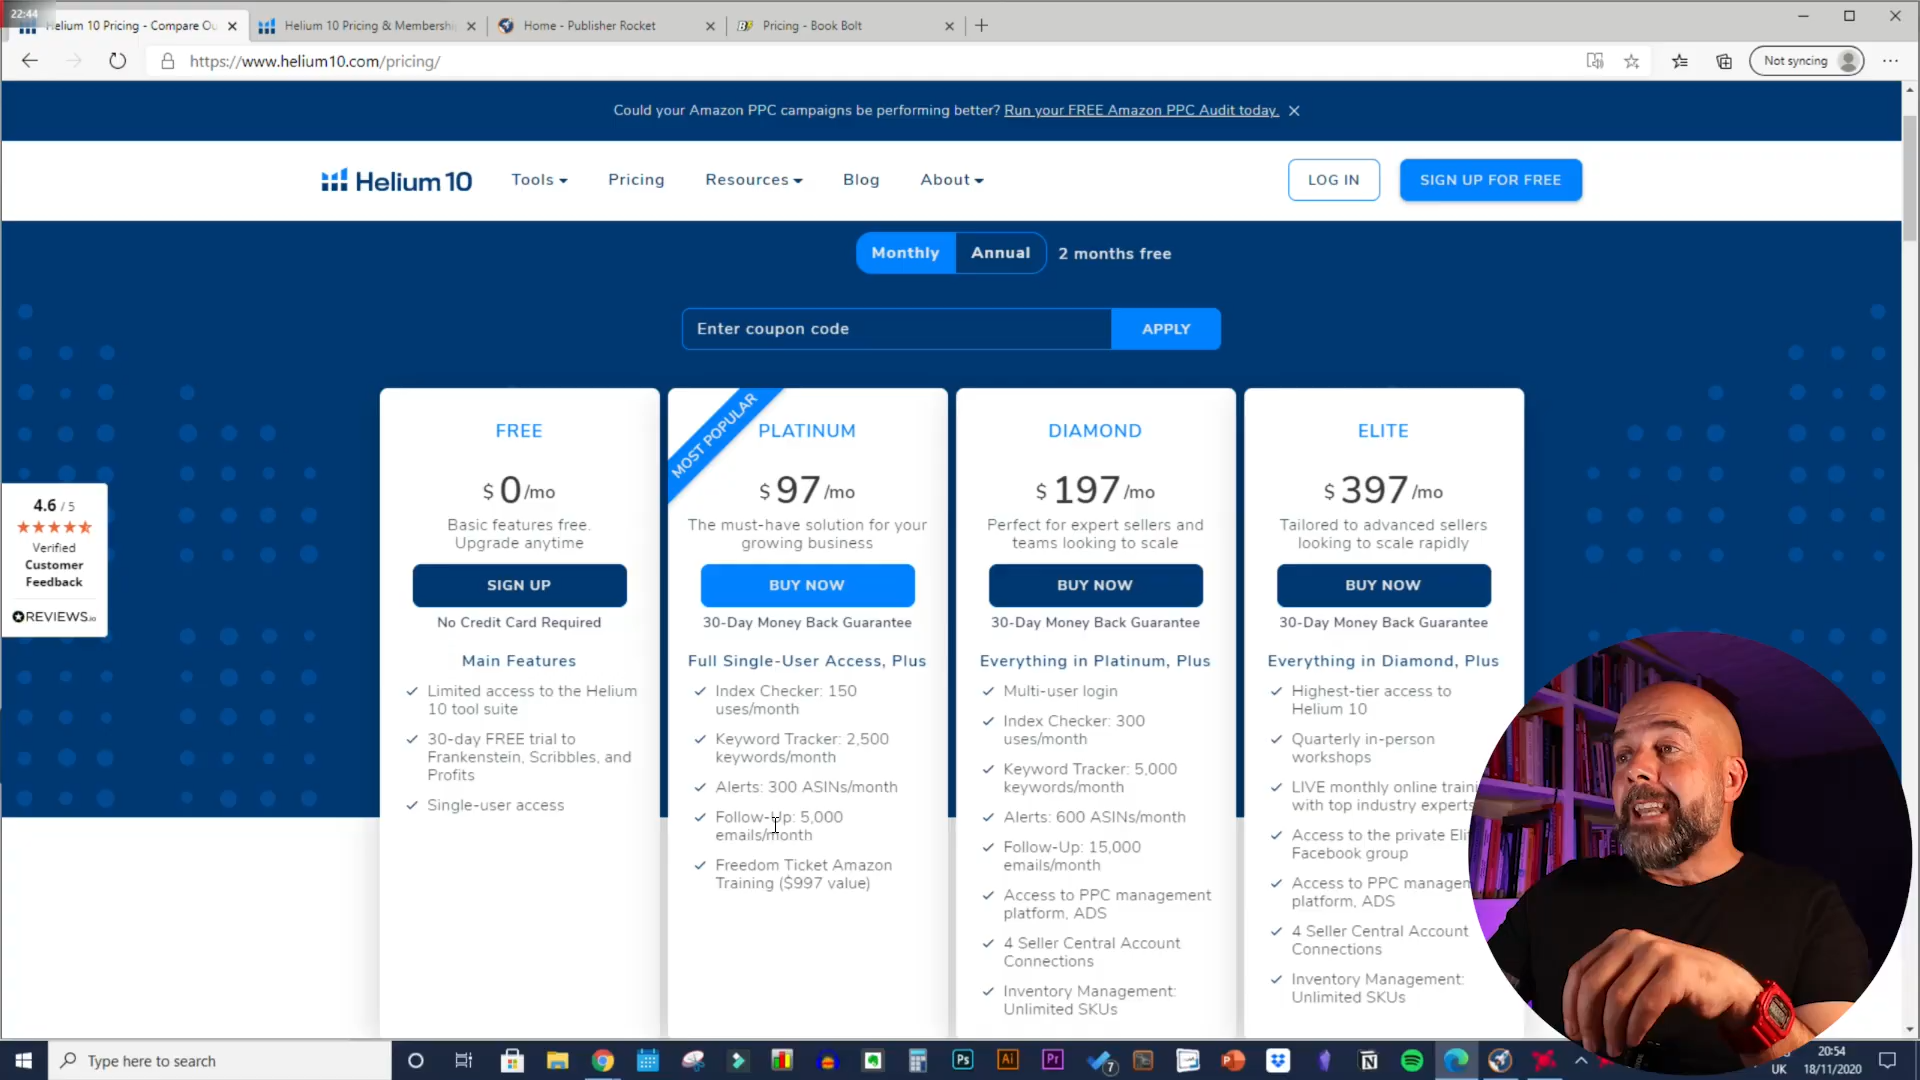 22:44
Helium 10 Pricing - Compare Ou
Helium 10 Pricing & Membershi
Home - Publisher Rocket
Pricing - Book Bolt
https://www.helium10.com/pricing/
Not syncing
Could your Amazon PPC campaigns be performing better? Run your FREE Amazon PPC Audit today.
Helium 10
Tools
Pricing
Resources
Blog
About
LOG IN
SIGN UP FOR FREE
Monthly
Annual
2 months free
Enter coupon code
APPLY
FREE
$ 0 /mo
Basic features free.
Upgrade anytime
SIGN UP
No Credit Card Required
Main Features
Limited access to the Helium
10 tool suite
30-day FREE trial to
Frankenstein, Scribbles, and
Profits
Single-user access
MOST POPULAR
PLATINUM
$ 97 /mo
The must-have solution for your
growing business
BUY NOW
30-Day Money Back Guarantee
Full Single-User Access, Plus
Index Checker: 150
uses/month
Keyword Tracker: 2,500
keywords/month
Alerts: 300 ASINs/month
Follow-Up: 5,000
emails/month
Freedom Ticket Amazon
Training ($997 value)
DIAMOND
$ 197 /mo
Perfect for expert sellers and
teams looking to scale
BUY NOW
30-Day Money Back Guarantee
Everything in Platinum, Plus
Multi-user login
Index Checker: 300
uses/month
Keyword Tracker: 5,000
keywords/month
Alerts: 600 ASINs/month
Follow-Up: 15,000
emails/month
Access to PPC management
platform, ADS
4 Seller Central Account
Connections
Inventory Management:
Unlimited SKUs
ELITE
$ 397 /mo
Tailored to advanced sellers
looking to scale rapidly
BUY NOW
30-Day Money Back Guarantee
Everything in Diamond, Plus
Highest-tier access to
Helium 10
Quarterly in-person
workshops
LIVE monthly online traini
with top industry experts
Access to the private Eli
Facebook group
Access to PPC managem
platform, ADS
4 Seller Central Account
Connections
Inventory Management:
Unlimited SKUs
4.6 / 5
Verified
Customer
Feedback
REVIEWS.io
Type here to search
Ps
Ai
Pr
7
UK
20:54
18/11/2020